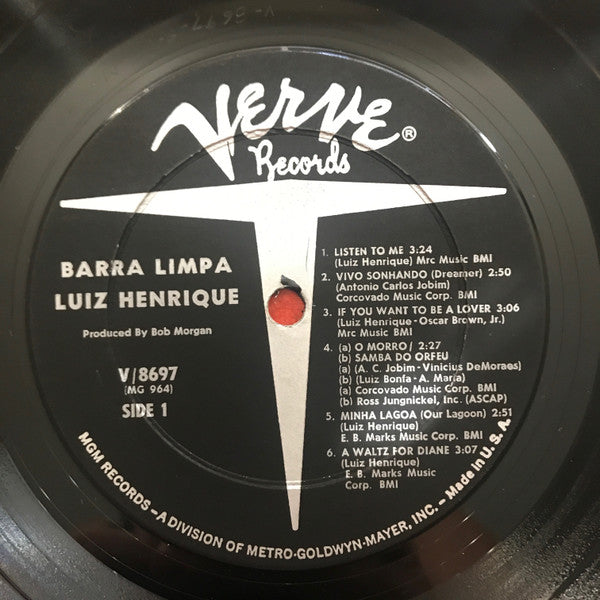 Verve®
Records
BARRA LIMPA
LUIZ HENRIQUE
Produced By Bob Morgan
V/8697
(MG 964)
SIDE 1
1. LISTEN TO ME 3:24
(Luiz Henrique) Mrc Music BMI
2. VIVO SONHANDO (Dreamer) 2:50
(Antonio Carlos Jobim)
Corcovado Music Corp. BMI
3. IF YOU WANT TO BE A LOVER 3:06
(Luiz Henrique-Oscar Brown, Jr.)
Mrc Music BMI
4. (a) O MORRO/ 2:27
(b) SAMBA DO ORFEU
(a) (A. C. Jobim-Vinicius DeMoraes)
(b) (Luiz Bonfa-A. Maria)
(a) Corcovado Music Corp. BMI
(b) Ross Jungnickel, Inc. (ASCAP)
5. MINHA LAGOA (Our Lagoon) 2:51
(Luiz Henrique)
E. B. Marks Music Corp. BMI
6. A WALTZ FOR DIANE 3:07
(Luiz Henrique)
E. B. Marks Music
Corp. BMI
MGM RECORDS—A DIVISION OF METRO-GOLDWYN-MAYER, INC.—Made in U.S.A.